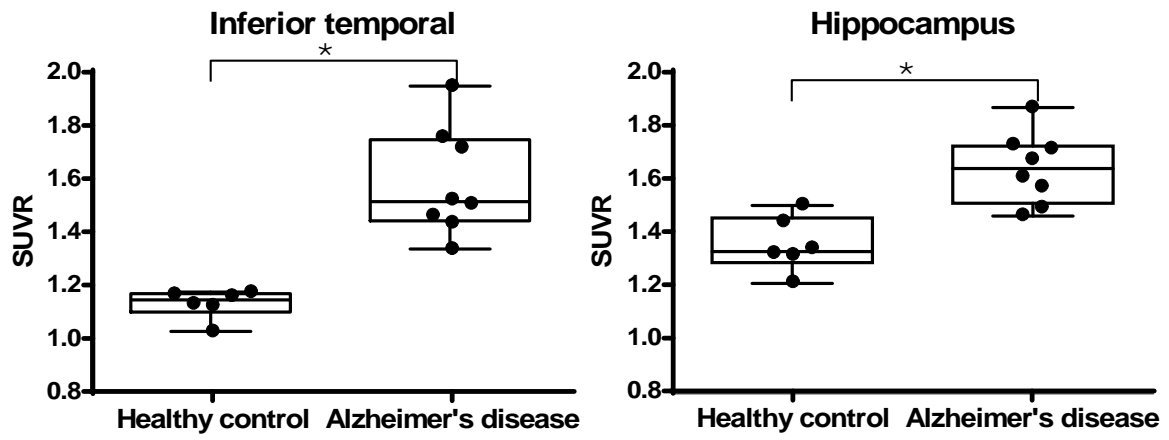 Inferior temporal
*
SUVR
2.0
1.8
1.6
1.4
1.2
1.0
0.8
Healthy control
Alzheimer's disease
Hippocampus
*
SUVR
2.0
1.8
1.6
1.4
1.2
1.0
0.8
Healthy control
Alzheimer's disease